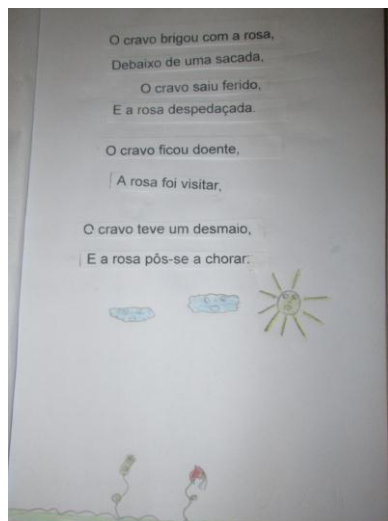 O cravo brigou com a rosa,
Debaixo de uma sacada,
O cravo saiu ferido,
E a rosa despedaçada.
O cravo ficou doente,
A rosa foi visitar,
O cravo teve um desmaio,
E a rosa pôs-se a chorar.